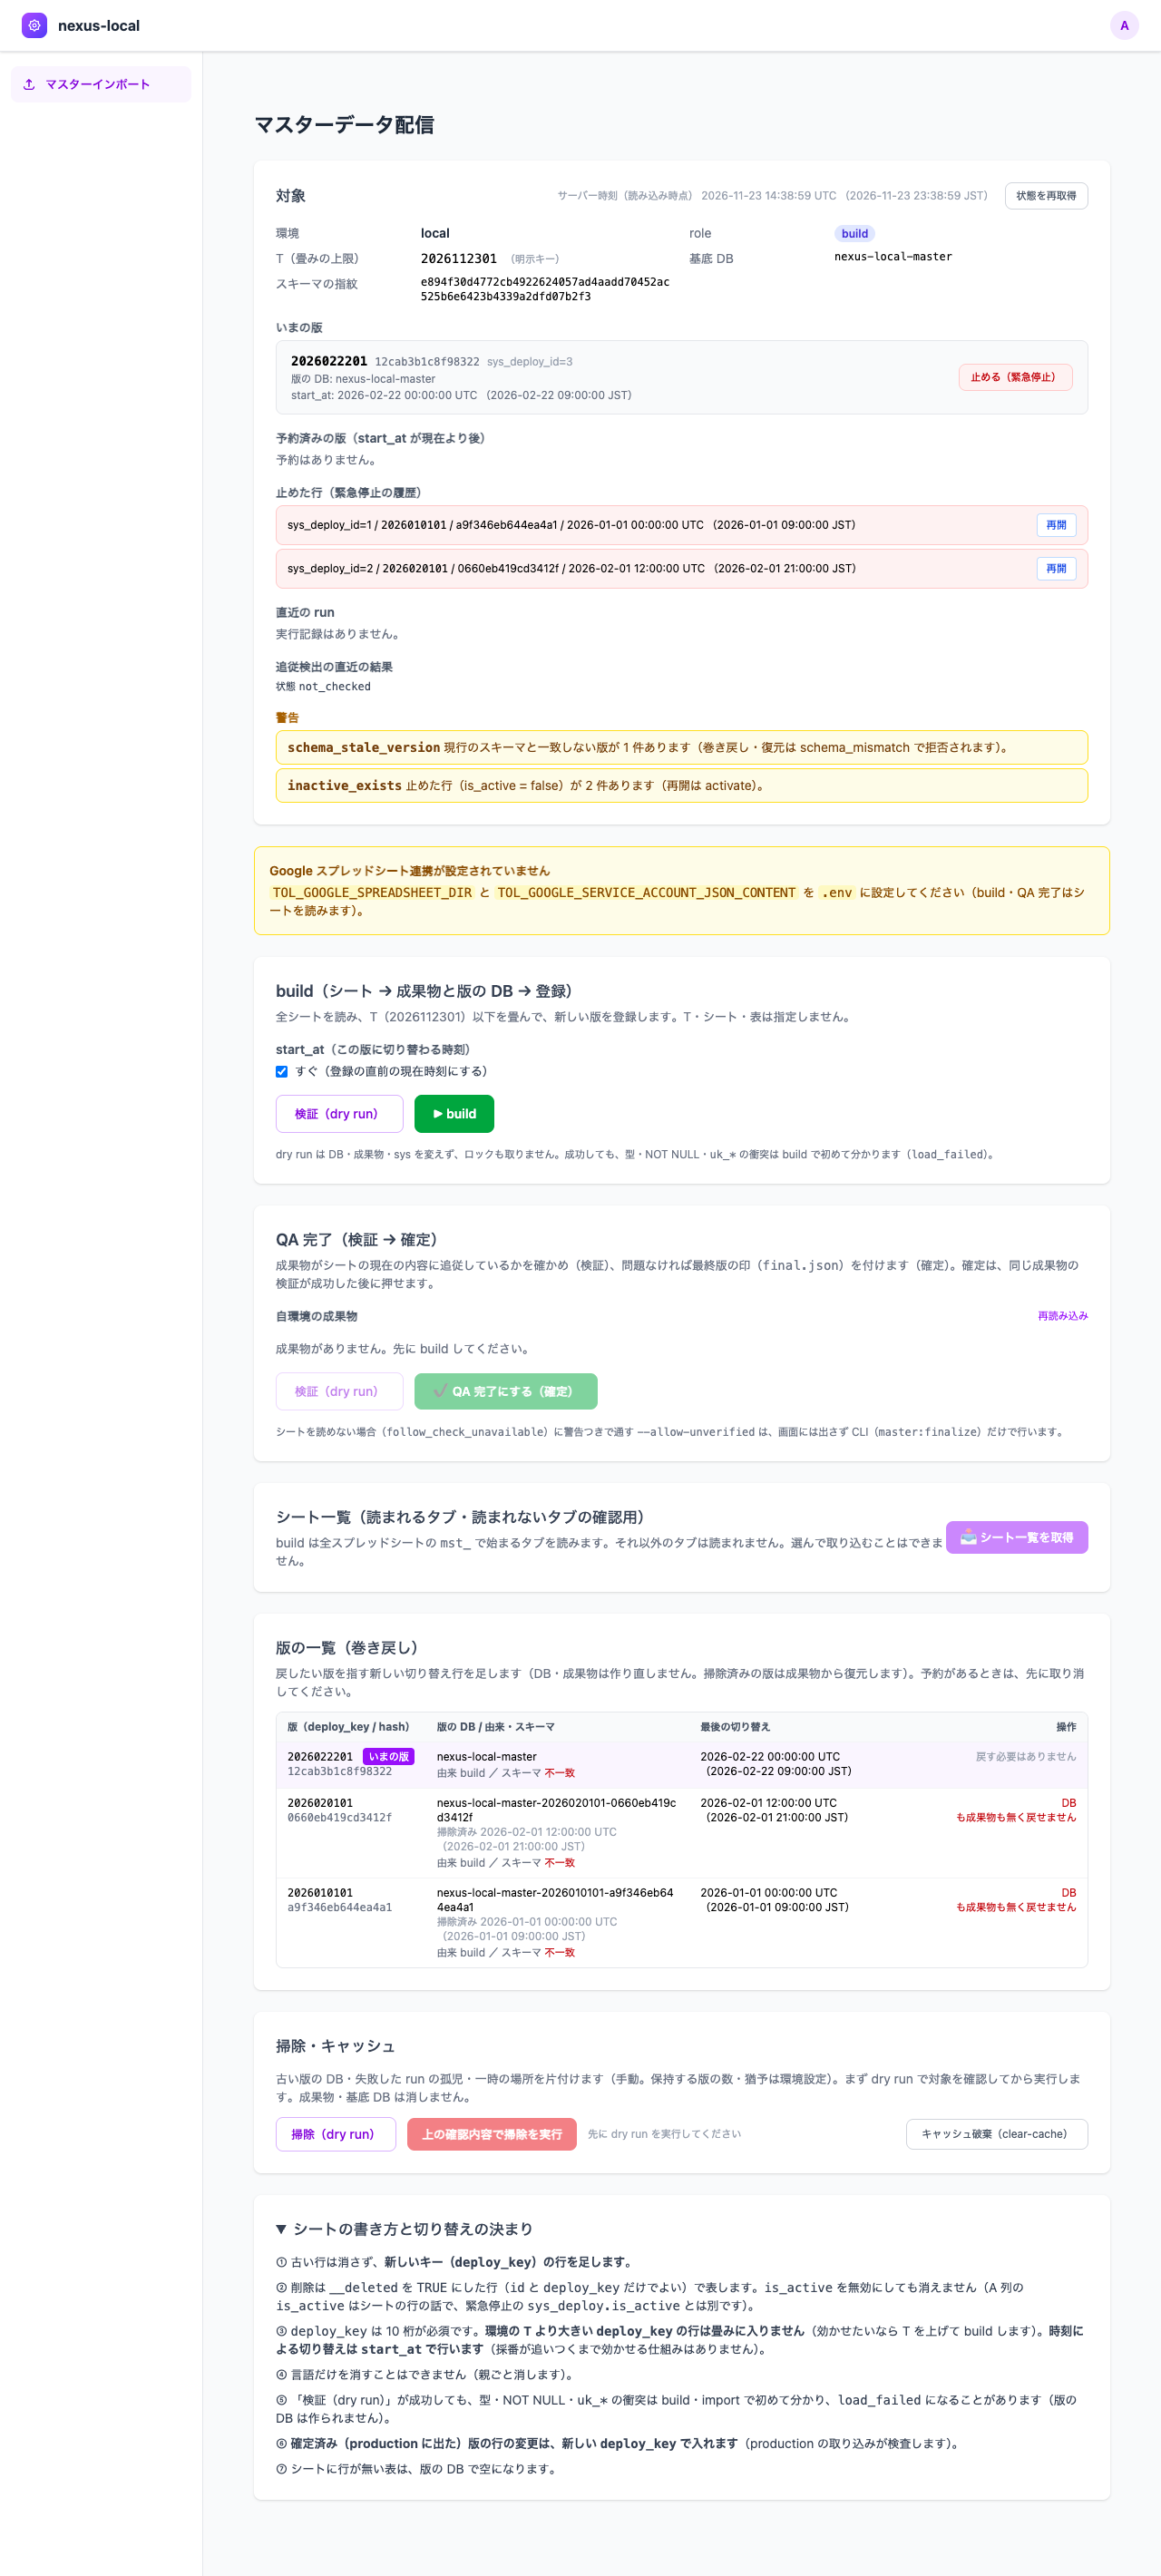 nexus-local
A
マスターインポート
マスターデータ配信
対象
サーバー時刻（読み込み時点） 2026-11-23 14:38:59 UTC （2026-11-23 23:38:59 JST）
状態を再取得
環境
local
role
build
T（畳みの上限）
2026112301 （明示キー）
基底 DB
nexus-local-master
スキーマの指紋
e894f30d4772cb4922624057ad4aadd70452ac
525b6e6423b4339a2dfd07b2f3
いまの版
2026022201 12cab3b1c8f98322 sys_deploy_id=3
版の DB: nexus-local-master
start_at: 2026-02-22 00:00:00 UTC （2026-02-22 09:00:00 JST）
止める（緊急停止）
予約済みの版（start_at が現在より後）
予約はありません。
止めた行（緊急停止の履歴）
sys_deploy_id=1 / 2026010101 / a9f346eb644ea4a1 / 2026-01-01 00:00:00 UTC （2026-01-01 09:00:00 JST）
再開
sys_deploy_id=2 / 2026020101 / 0660eb419cd3412f / 2026-02-01 12:00:00 UTC （2026-02-01 21:00:00 JST）
再開
直近の run
実行記録はありません。
追従検出の直近の結果
状態 not_checked
警告
schema_stale_version 現行のスキーマと一致しない版が 1 件あります（巻き戻し・復元は schema_mismatch で拒否されます）。
inactive_exists 止めた行（is_active = false）が 2 件あります（再開は activate）。
Google スプレッドシート連携が設定されていません
TOL_GOOGLE_SPREADSHEET_DIR と TOL_GOOGLE_SERVICE_ACCOUNT_JSON_CONTENT を .env に設定してください（build・QA 完了はシ
ートを読みます）。
build（シート → 成果物と版の DB → 登録）
全シートを読み、T（2026112301）以下を畳んで、新しい版を登録します。T・シート・表は指定しません。
start_at（この版に切り替わる時刻）
すぐ（登録の直前の現在時刻にする）
検証（dry run）
▶ build
dry run は DB・成果物・sys を変えず、ロックも取りません。成功しても、型・NOT NULL・uk_* の衝突は build で初めて分かります（load_failed）。
QA 完了（検証 → 確定）
成果物がシートの現在の内容に追従しているかを確かめ（検証）、問題なければ最終版の印（final.json）を付けます（確定）。確定は、同じ成果物の
検証が成功した後に押せます。
自環境の成果物
再読み込み
成果物がありません。先に build してください。
検証（dry run）
✔ QA 完了にする（確定）
シートを読めない場合（follow_check_unavailable）に警告つきで通す --allow-unverified は、画面には出さず CLI（master:finalize）だけで行います。
シート一覧（読まれるタブ・読まれないタブの確認用）
build は全スプレッドシートの mst_ で始まるタブを読みます。それ以外のタブは読まれません。選んで取り込むことはできま
せん。
📥 シート一覧を取得
版の一覧（巻き戻し）
戻したい版を指す新しい切り替え行を足します（DB・成果物は作り直しません。掃除済みの版は成果物から復元します）。予約があるときは、先に取り消
してください。
版（deploy_key / hash） 版の DB / 由来・スキーマ 最後の切り替え 操作
2026022201 いまの版 nexus-local-master 2026-02-22 00:00:00 UTC 戻す必要はありません
12cab3b1c8f98322 由来 build ／ スキーマ 不一致 （2026-02-22 09:00:00 JST）
2026020101 nexus-local-master-2026020101-0660eb419c 2026-02-01 12:00:00 UTC DB
0660eb419cd3412f d3412f （2026-02-01 21:00:00 JST） も成果物も無く戻せません
掃除済み 2026-02-01 12:00:00 UTC
（2026-02-01 21:00:00 JST）
由来 build ／ スキーマ 不一致
2026010101 nexus-local-master-2026010101-a9f346eb64 2026-01-01 00:00:00 UTC DB
a9f346eb644ea4a1 4ea4a1 （2026-01-01 09:00:00 JST） も成果物も無く戻せません
掃除済み 2026-01-01 00:00:00 UTC
（2026-01-01 09:00:00 JST）
由来 build ／ スキーマ 不一致
掃除・キャッシュ
古い版の DB・失敗した run の孤児・一時の場所を片付けます（手動。保持する版の数・猶予は環境設定）。まず dry run で対象を確認してから実行しま
す。成果物・基底 DB は消しません。
掃除（dry run）
上の確認内容で掃除を実行
先に dry run を実行してください
キャッシュ破棄（clear-cache）
▼ シートの書き方と切り替えの決まり
① 古い行は消さず、新しいキー（deploy_key）の行を足します。
② 削除は __deleted を TRUE にした行（id と deploy_key だけでよい）で表します。is_active を無効にしても消えません（A 列の
is_active はシートの行の話で、緊急停止の sys_deploy.is_active とは別です）。
③ deploy_key は 10 桁が必須です。環境の T より大きい deploy_key の行は畳みに入りません（効かせたいなら T を上げて build します）。時刻に
よる切り替えは start_at で行います（採番が追いつくまで効かせる仕組みはありません）。
④ 言語だけを消すことはできません（親ごと消します）。
⑤ 「検証（dry run）」が成功しても、型・NOT NULL・uk_* の衝突は build・import で初めて分かり、load_failed になることがあります（版の
DB は作られません）。
⑥ 確定済み（production に出た）版の行の変更は、新しい deploy_key で入れます（production の取り込みが検査します）。
⑦ シートに行が無い表は、版の DB で空になります。